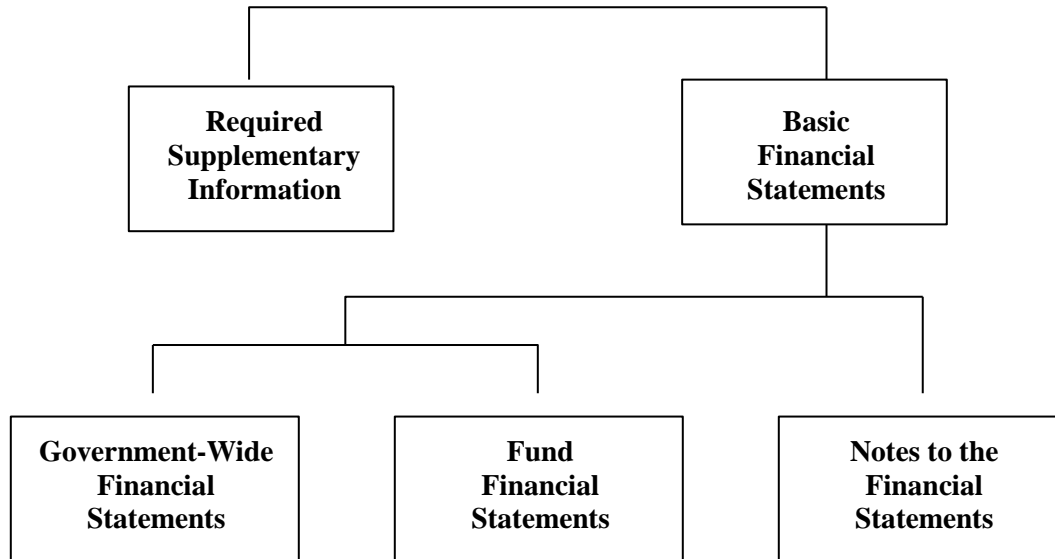 Required
Supplementary
Information
Basic
Financial
Statements
Government-Wide
Financial
Statements
Fund
Financial
Statements
Notes to the
Financial
Statements